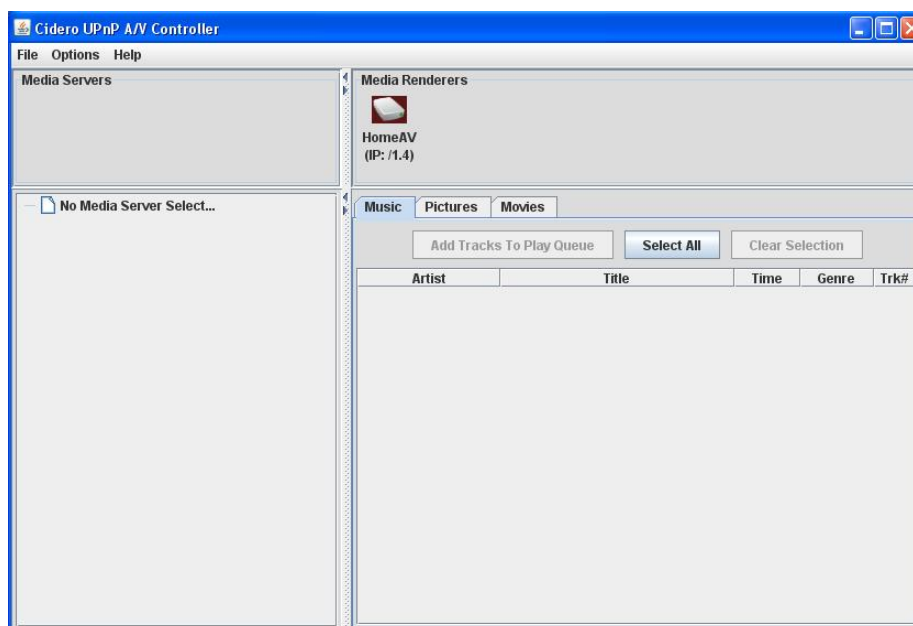 Cidero UPnP A/V Controller
File Options Help
Media Servers
Media Renderers
HomeAV
(IP: /1.4)
No Media Server Select...
Music Pictures Movies
Add Tracks To Play Queue Select All Clear Selection
Artist Title Time Genre Trk#